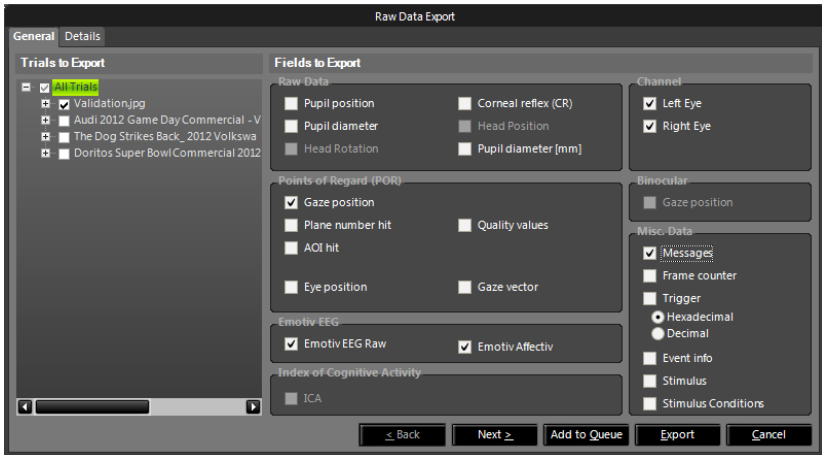 Raw Data Export
General Details
Trials to Export
All Trials
Validation.jpg
Audi 2012 Game Day Commercial - V
The Dog Strikes Back_ 2012 Volkswa
Doritos Super Bowl Commercial 2012
Fields to Export
Raw Data
Pupil position Corneal reflex (CR)
Pupil diameter Head Position
Head Rotation Pupil diameter [mm]
Channel
Left Eye
Right Eye
Points of Regard (POR)
Gaze position
Plane number hit Quality values
AOI hit
Eye position Gaze vector
Binocular
Gaze position
Misc. Data
Messages
Frame counter
Trigger
Hexadecimal
Decimal
Event info
Stimulus
Stimulus Conditions
Emotiv EEG
Emotiv EEG Raw Emotiv Affectiv
Index of Cognitive Activity
ICA
< Back Next > Add to Queue Export Cancel